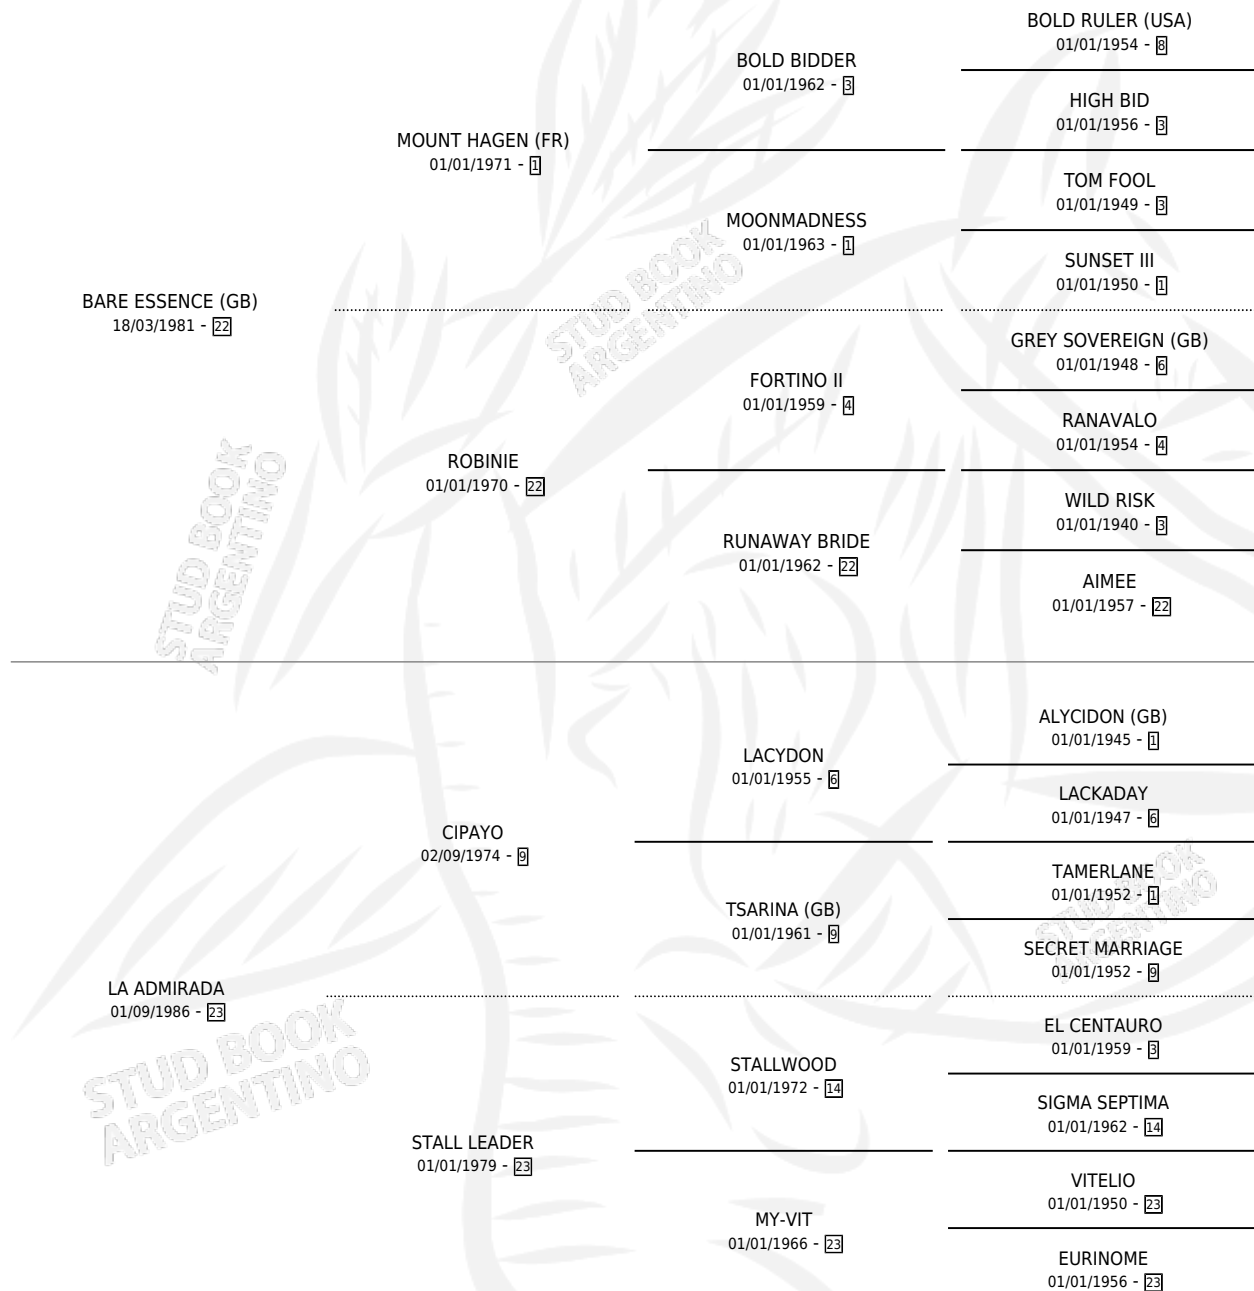 BOLD RULER (USA)
01/01/1954 - 8
BOLD BIDDER
01/01/1962 - 3
HIGH BID
01/01/1956 - 3
MOUNT HAGEN (FR)
01/01/1971 - 1
TOM FOOL
01/01/1949 - 3
MOONMADNESS
01/01/1963 - 1
SUNSET III
01/01/1950 - 1
BARE ESSENCE (GB)
18/03/1981 - 22
STUD BOOK
ARGENTINO
GREY SOVEREIGN (GB)
01/01/1948 - 6
FORTINO II
01/01/1959 - 4
RANAVALO
01/01/1954 - 4
ROBINIE
01/01/1970 - 22
WILD RISK
01/01/1940 - 3
RUNAWAY BRIDE
01/01/1962 - 22
AIMEE
01/01/1957 - 22
STUD BOOK
ARGENTINO
ALYCIDON (GB)
01/01/1945 - 1
LACYDON
01/01/1955 - 6
LACKADAY
01/01/1947 - 6
CIPAYO
02/09/1974 - 9
TAMERLANE
01/01/1952 - 1
TSARINA (GB)
01/01/1961 - 9
SECRET MARRIAGE
01/01/1952 - 9
STUD BOOK
ARGENTINO
LA ADMIRADA
01/09/1986 - 23
EL CENTAURO
01/01/1959 - 3
STALLWOOD
01/01/1972 - 14
SIGMA SEPTIMA
01/01/1962 - 14
STUD BOOK
ARGENTINO
STALL LEADER
01/01/1979 - 23
VITELIO
01/01/1950 - 23
MY-VIT
01/01/1966 - 23
EURINOME
01/01/1956 - 23